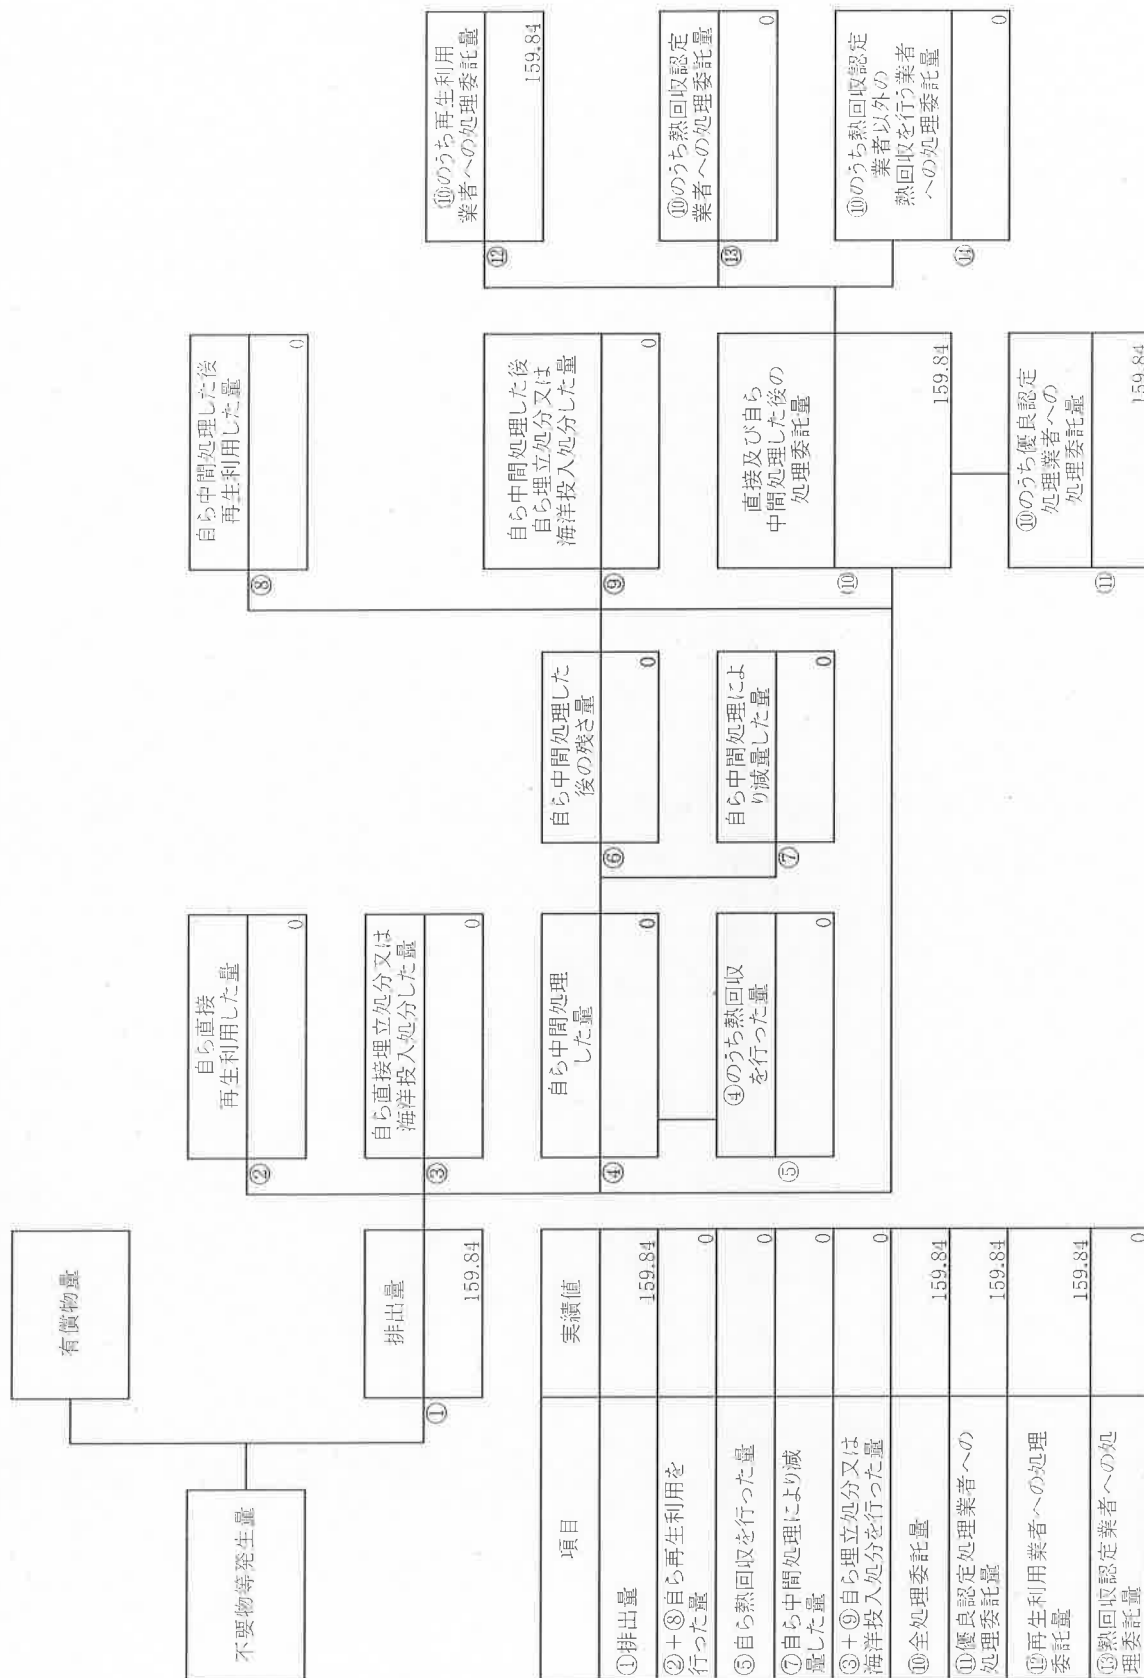 有償物量
不要物等発生量
排出量
①
159.84
自ら直接
再生利用した量
②
0
自ら直接埋立処分又は
海洋投入処分した量
③
0
自ら中間処理
した量
④
0
④のうち熱回収
を行った量
⑤
0
自ら中間処理した
後の残さ量
⑥
0
自ら中間処理によ
り減量した量
⑦
0
自ら中間処理した後
再生利用した量
⑧
0
自ら中間処理した後
自ら埋立処分又は
海洋投入処分した量
⑨
0
直接及び自ら
中間処理した後の
処理委託量
⑩
159.84
⑩のうち優良認定
処理業者への
処理委託量
⑪
159.84
⑩のうち再生利用
業者への処理委託量
⑫
159.84
⑩のうち熱回収認定
業者への処理委託量
⑬
0
⑩のうち熱回収認定
業者以外の
熱回収を行う業者
への処理委託量
⑭
0
項目 実績値
①排出量 159.84
②+⑧自ら再生利用を
行った量 0
⑤自ら熱回収を行った量 0
⑦自ら中間処理により減
量した量 0
③+⑨自ら埋立処分又は
海洋投入処分を行った量 0
⑩全処理委託量 159.84
⑪優良認定処理業者への
処理委託量 159.84
⑫再生利用業者への処理
委託量 159.84
⑬熱回収認定業者への処
理委託量 0